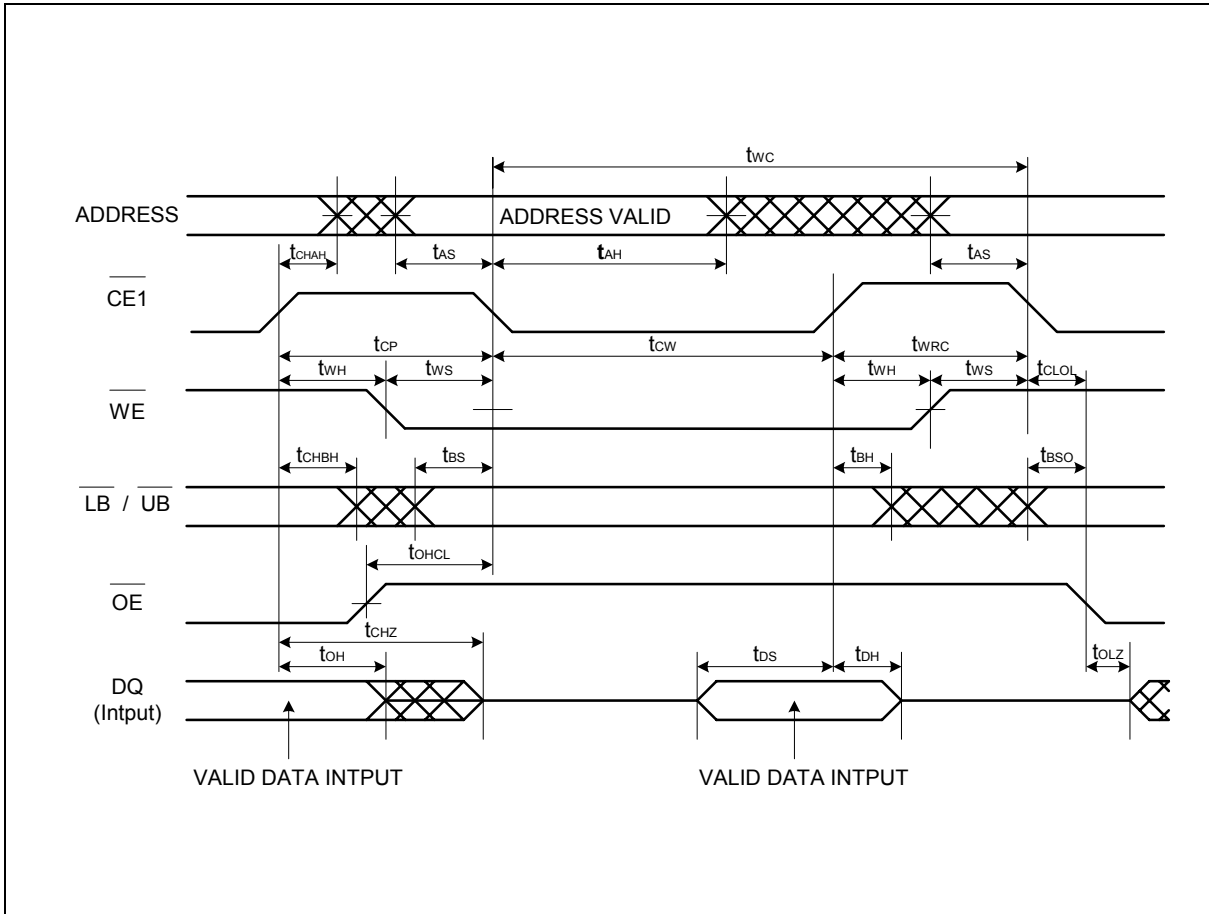 tWC
ADDRESS
ADDRESS VALID
tCHAH
tAS
tAH
tAS
CE1
tCP
tCW
tWRC
tWH
tWS
tWH
tWS
tCLOL
WE
tCHBH
tBS
tBH
tBSO
LB / UB
tOHCL
OE
tCHZ
tOH
tDS
tDH
tOLZ
DQ
(Intput)
VALID DATA INTPUT
VALID DATA INTPUT